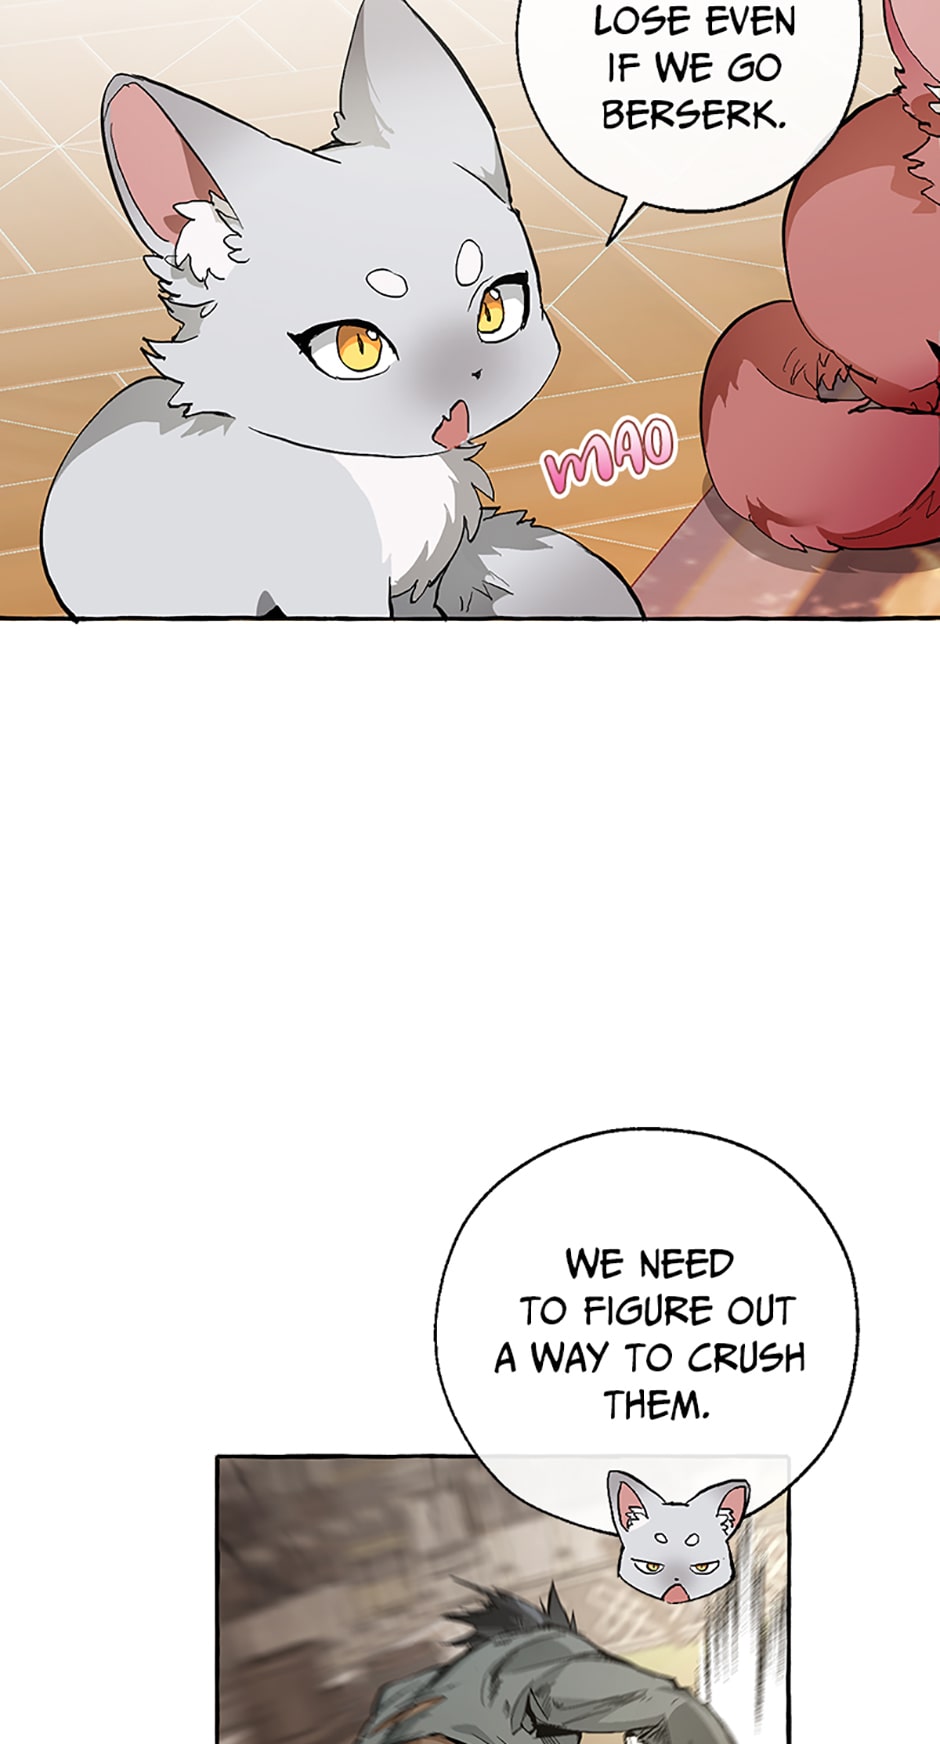 LOSE EVEN
IF WE GO
BERSERK.
MAO
WE NEED
TO FIGURE OUT
A WAY TO CRUSH
THEM.